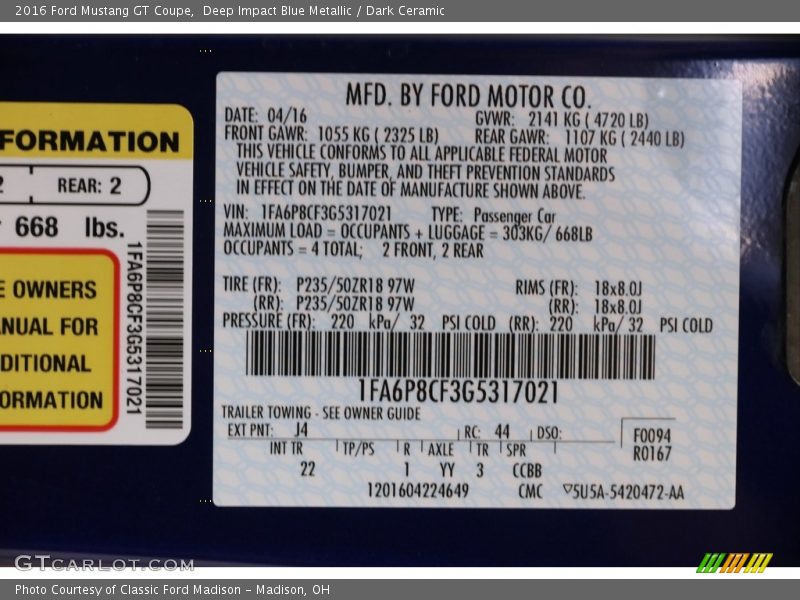 2016 Ford Mustang GT Coupe,  Deep Impact Blue Metallic / Dark Ceramic
FORMATION
REAR: 2
668 lbs.
E OWNERS
ANUAL FOR
DITIONAL
ORMATION
1FA6P8CF3G5317021
MFD. BY FORD MOTOR CO.
DATE: 04/16 GVWR: 2141 KG ( 4720 LB)
FRONT GAWR: 1055 KG ( 2325 LB) REAR GAWR: 1107 KG ( 2440 LB)
THIS VEHICLE CONFORMS TO ALL APPLICABLE FEDERAL MOTOR
VEHICLE SAFETY, BUMPER, AND THEFT PREVENTION STANDARDS
IN EFFECT ON THE DATE OF MANUFACTURE SHOWN ABOVE.
VIN: 1FA6P8CF3G5317021 TYPE: Passenger Car
MAXIMUM LOAD = OCCUPANTS + LUGGAGE = 303KG/ 668LB
OCCUPANTS = 4 TOTAL; 2 FRONT, 2 REAR
TIRE (FR): P235/50ZR18 97W RIMS (FR): 18x8.0J
(RR): P235/50ZR18 97W (RR): 18x8.0J
PRESSURE (FR): 220 kPa/ 32 PSI COLD (RR): 220 kPa/ 32 PSI COLD
1FA6P8CF3G5317021
TRAILER TOWING - SEE OWNER GUIDE
EXT PNT: J4 RC: 44 DSO: F0094
R0167
INT TR TP/PS R AXLE TR SPR
22 1 YY 3 CCBB
1201604224649 CMC ▽5U5A-5420472-AA
GTCARLOT.COM
Photo Courtesy of Classic Ford Madison - Madison, OH